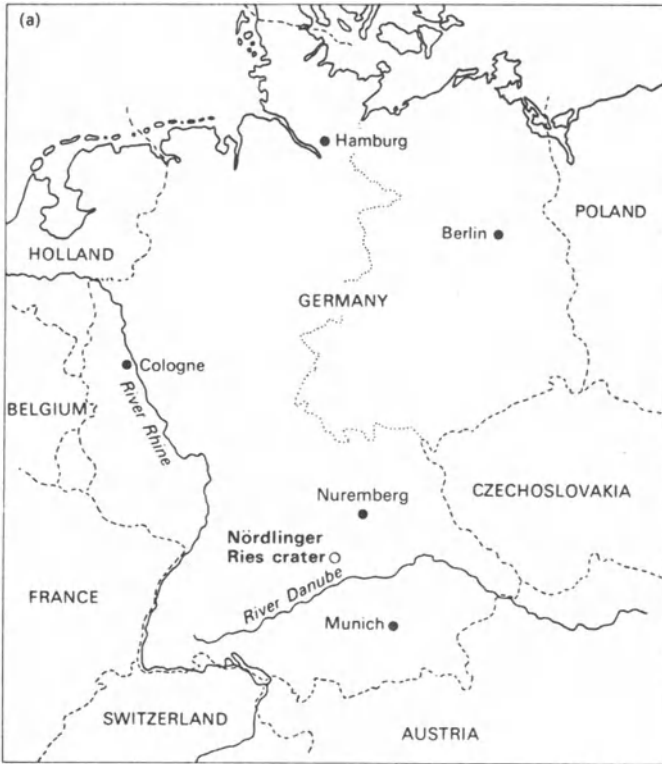 (a)
Hamburg
POLAND
Berlin
HOLLAND
GERMANY
Cologne
River Rhine
BELGIUM
CZECHOSLOVAKIA
Nuremberg
Nördlinger
Ries crater
River Danube
FRANCE
Munich
SWITZERLAND
AUSTRIA